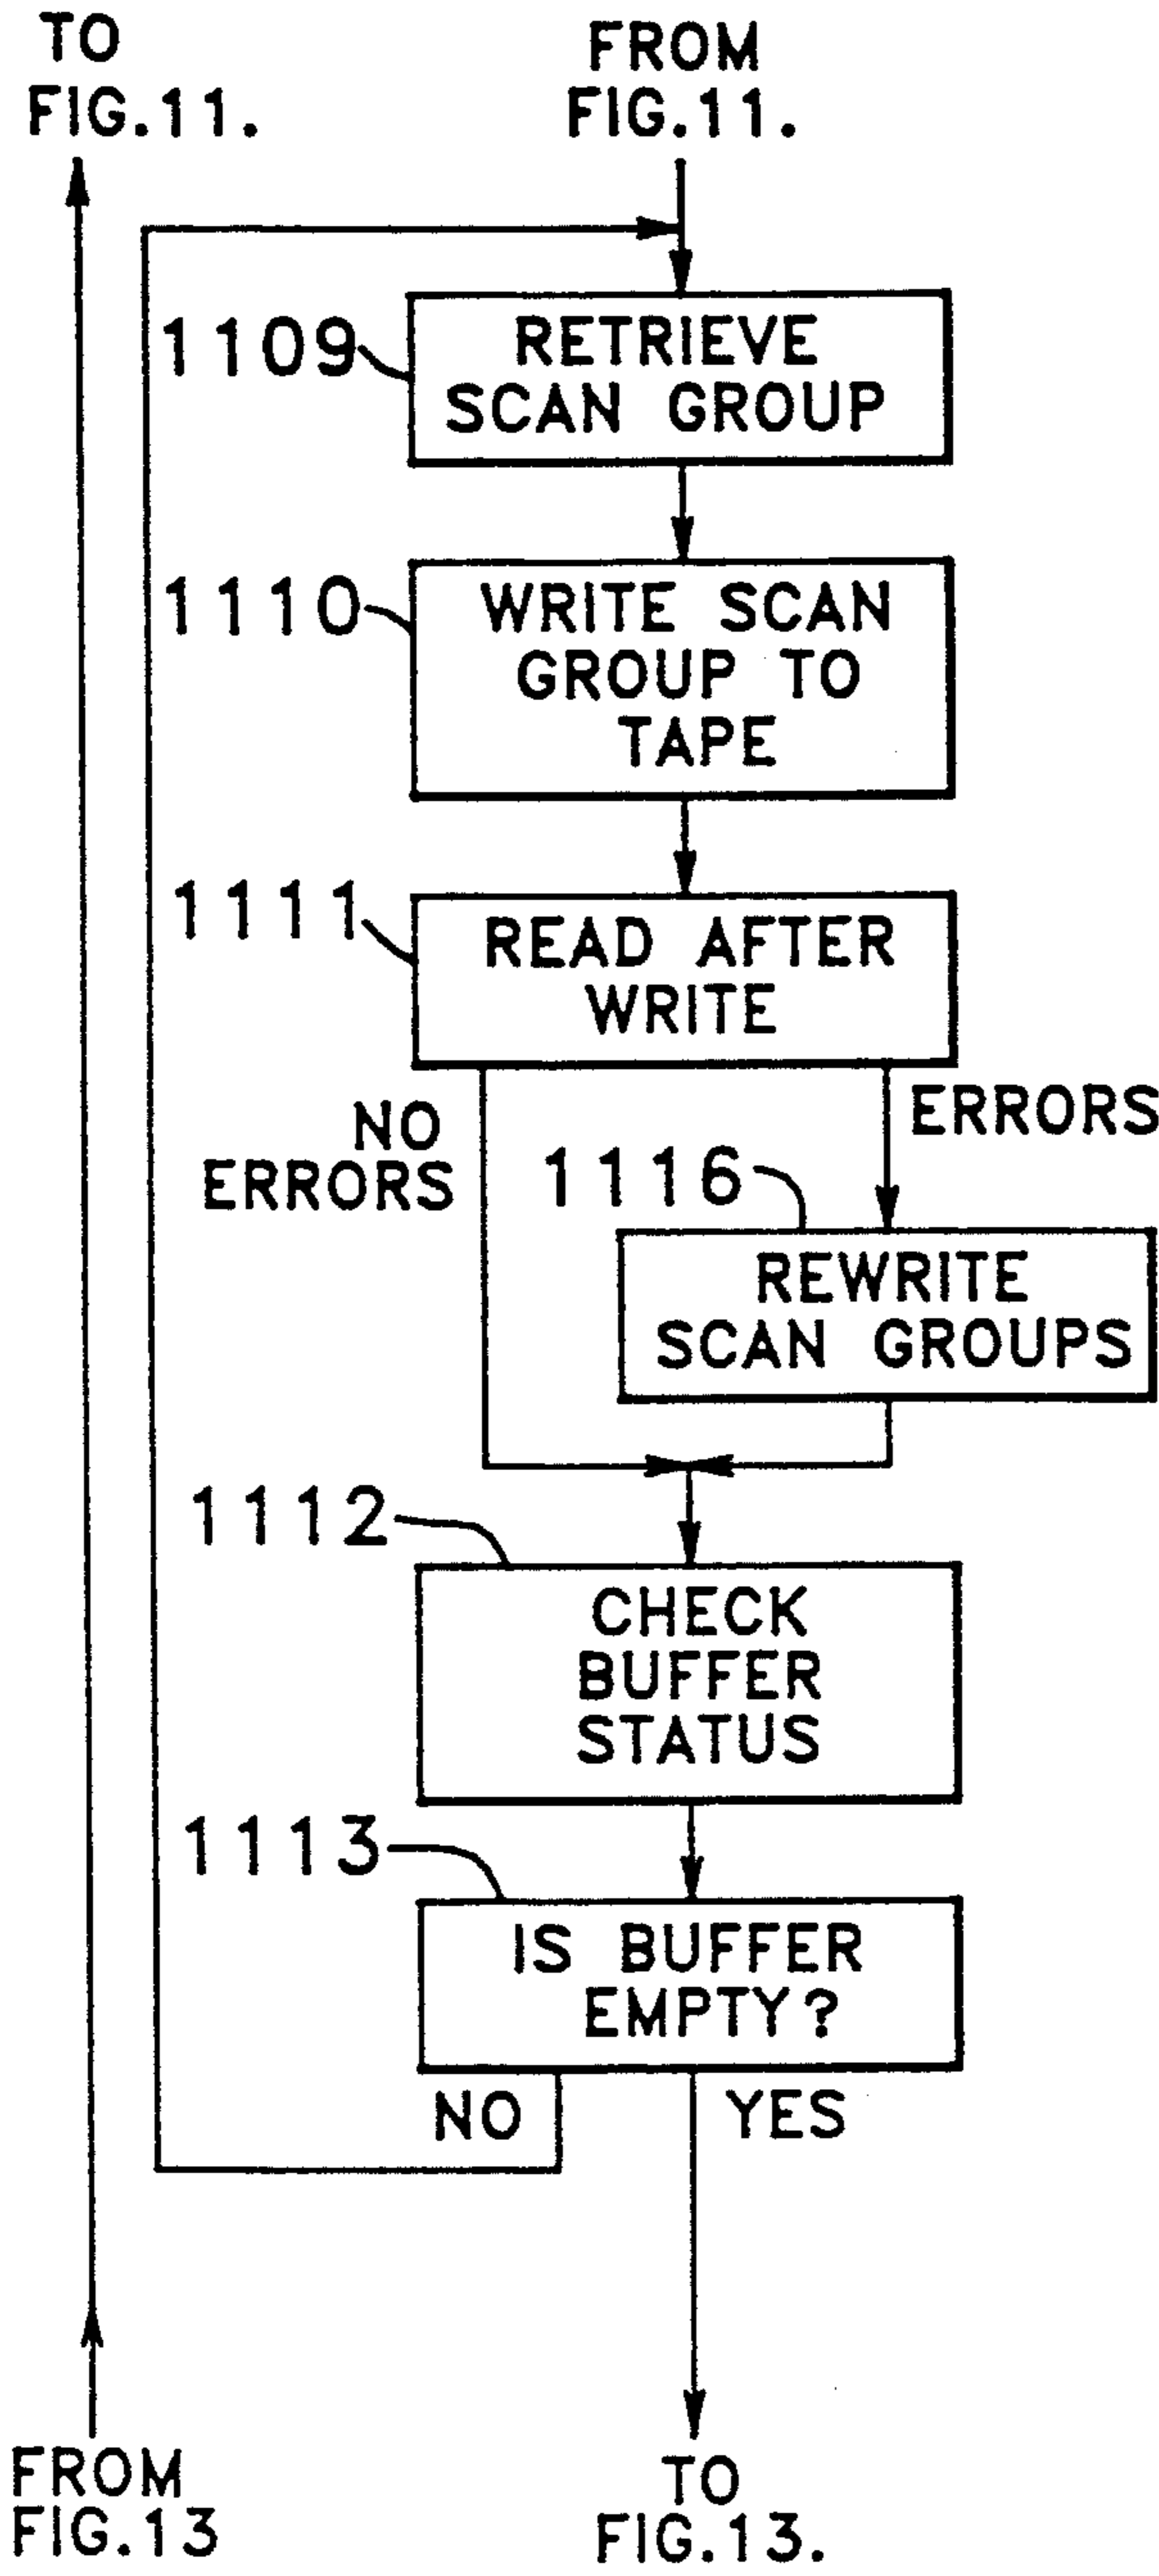 TO
FIG.11.
FROM
FIG.11.
1109
RETRIEVE
SCAN GROUP
1110
WRITE SCAN
GROUP TO
TAPE
1111
READ AFTER
WRITE
NO
ERRORS
ERRORS
1116
REWRITE
SCAN GROUPS
1112
CHECK
BUFFER
STATUS
1113
IS BUFFER
EMPTY?
NO
YES
FROM
FIG.13
TO
FIG.13.